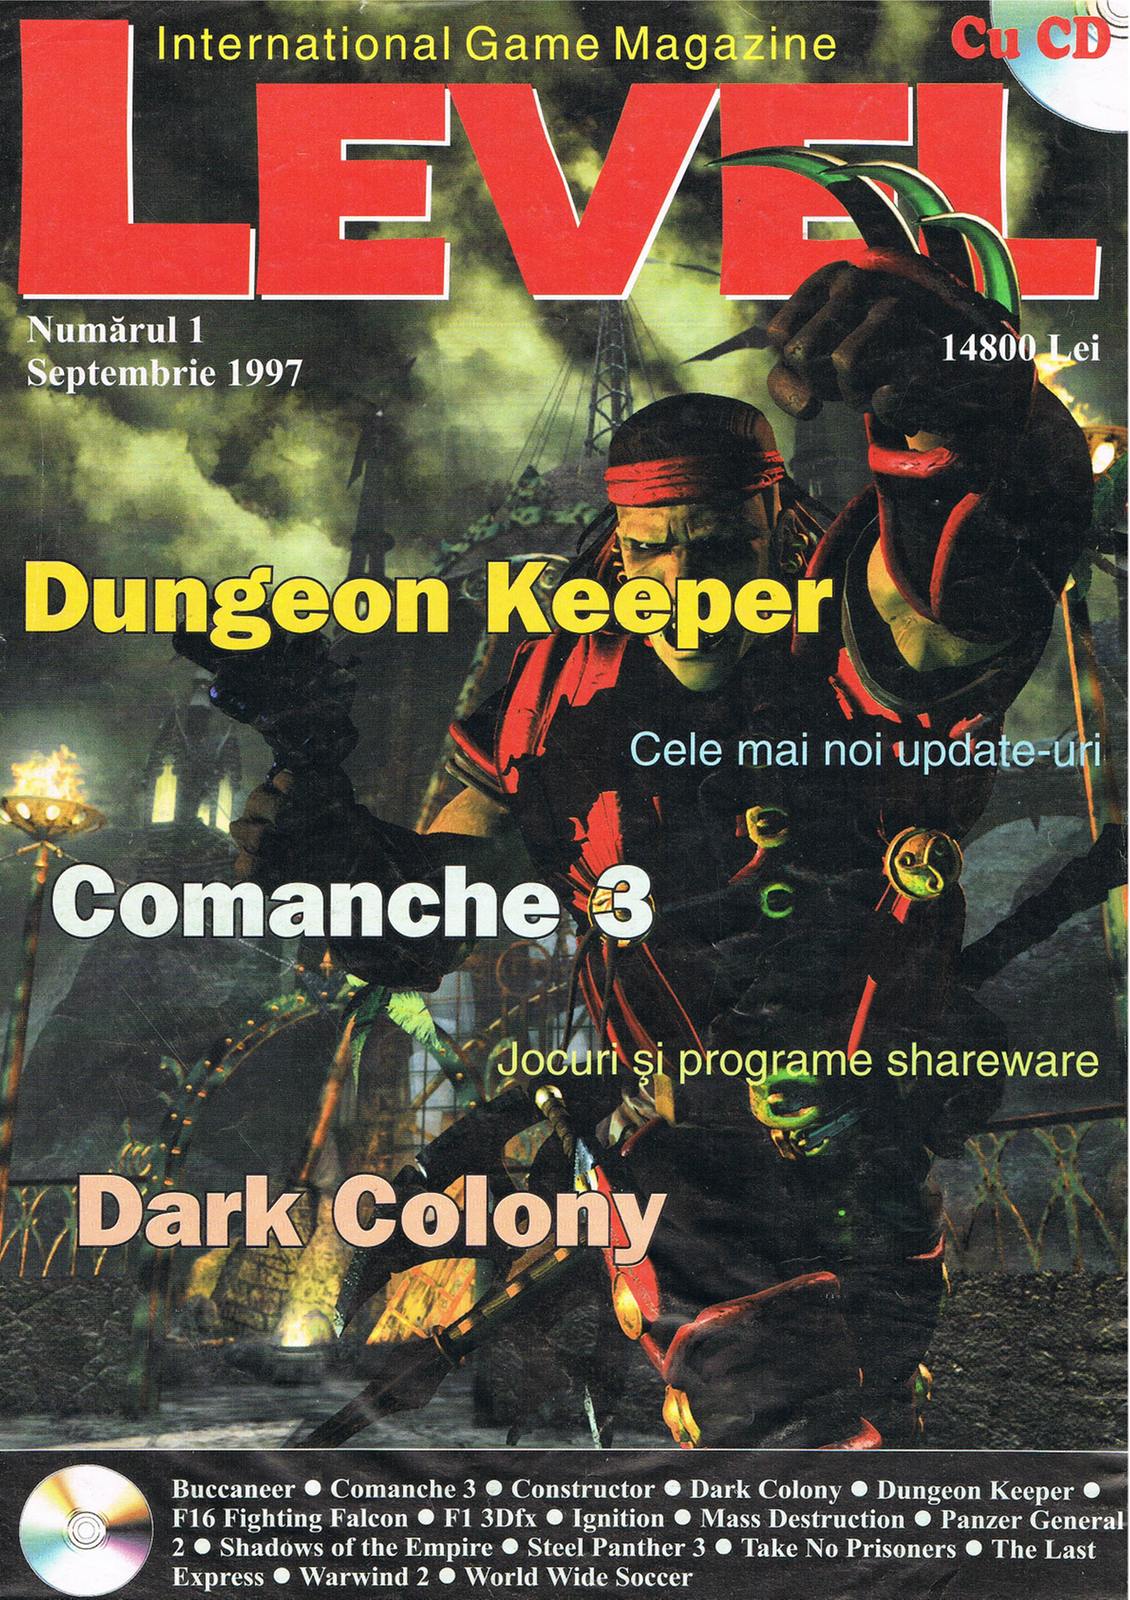 International Game Magazine
Cu CD
LEVEL
Numărul 1
Septembrie 1997
14800 Lei
Dungeon Keeper
Cele mai noi update-uri
Comanche 3
Jocuri și programe shareware
Dark Colony
Buccaneer ● Comanche 3 ● Constructor ● Dark Colony ● Dungeon Keeper ●
F16 Fighting Falcon ● F1 3Dfx ● Ignition ● Mass Destruction ● Panzer General
2 ● Shadows of the Empire ● Steel Panther 3 ● Take No Prisoners ● The Last
Express ● Warwind 2 ● World Wide Soccer